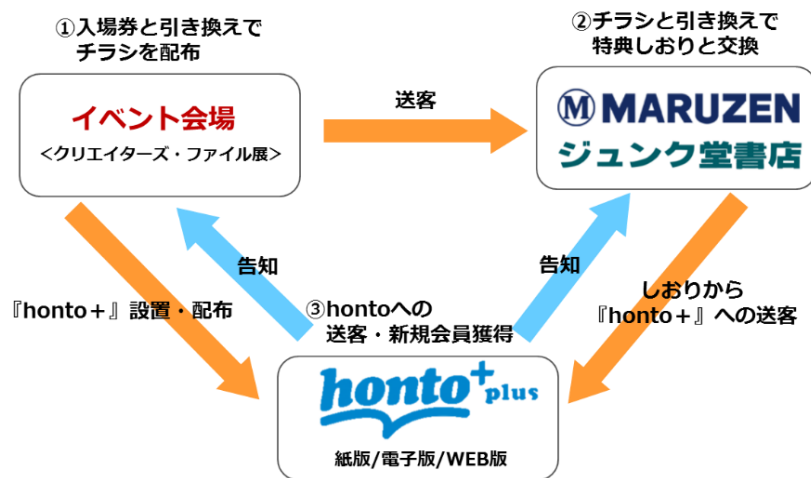 ①入場券と引き換えで
チラシを配布
②チラシと引き換えで
特典しおりと交換
イベント会場
<クリエイターズ・ファイル展>
送客
Ⓜ MARUZEN
ジュンク堂書店
告知
告知
『honto＋』設置・配布
③hontoへの
送客・新規会員獲得
しおりから
『honto＋』への送客
honto+plus
紙版/電子版/WEB版